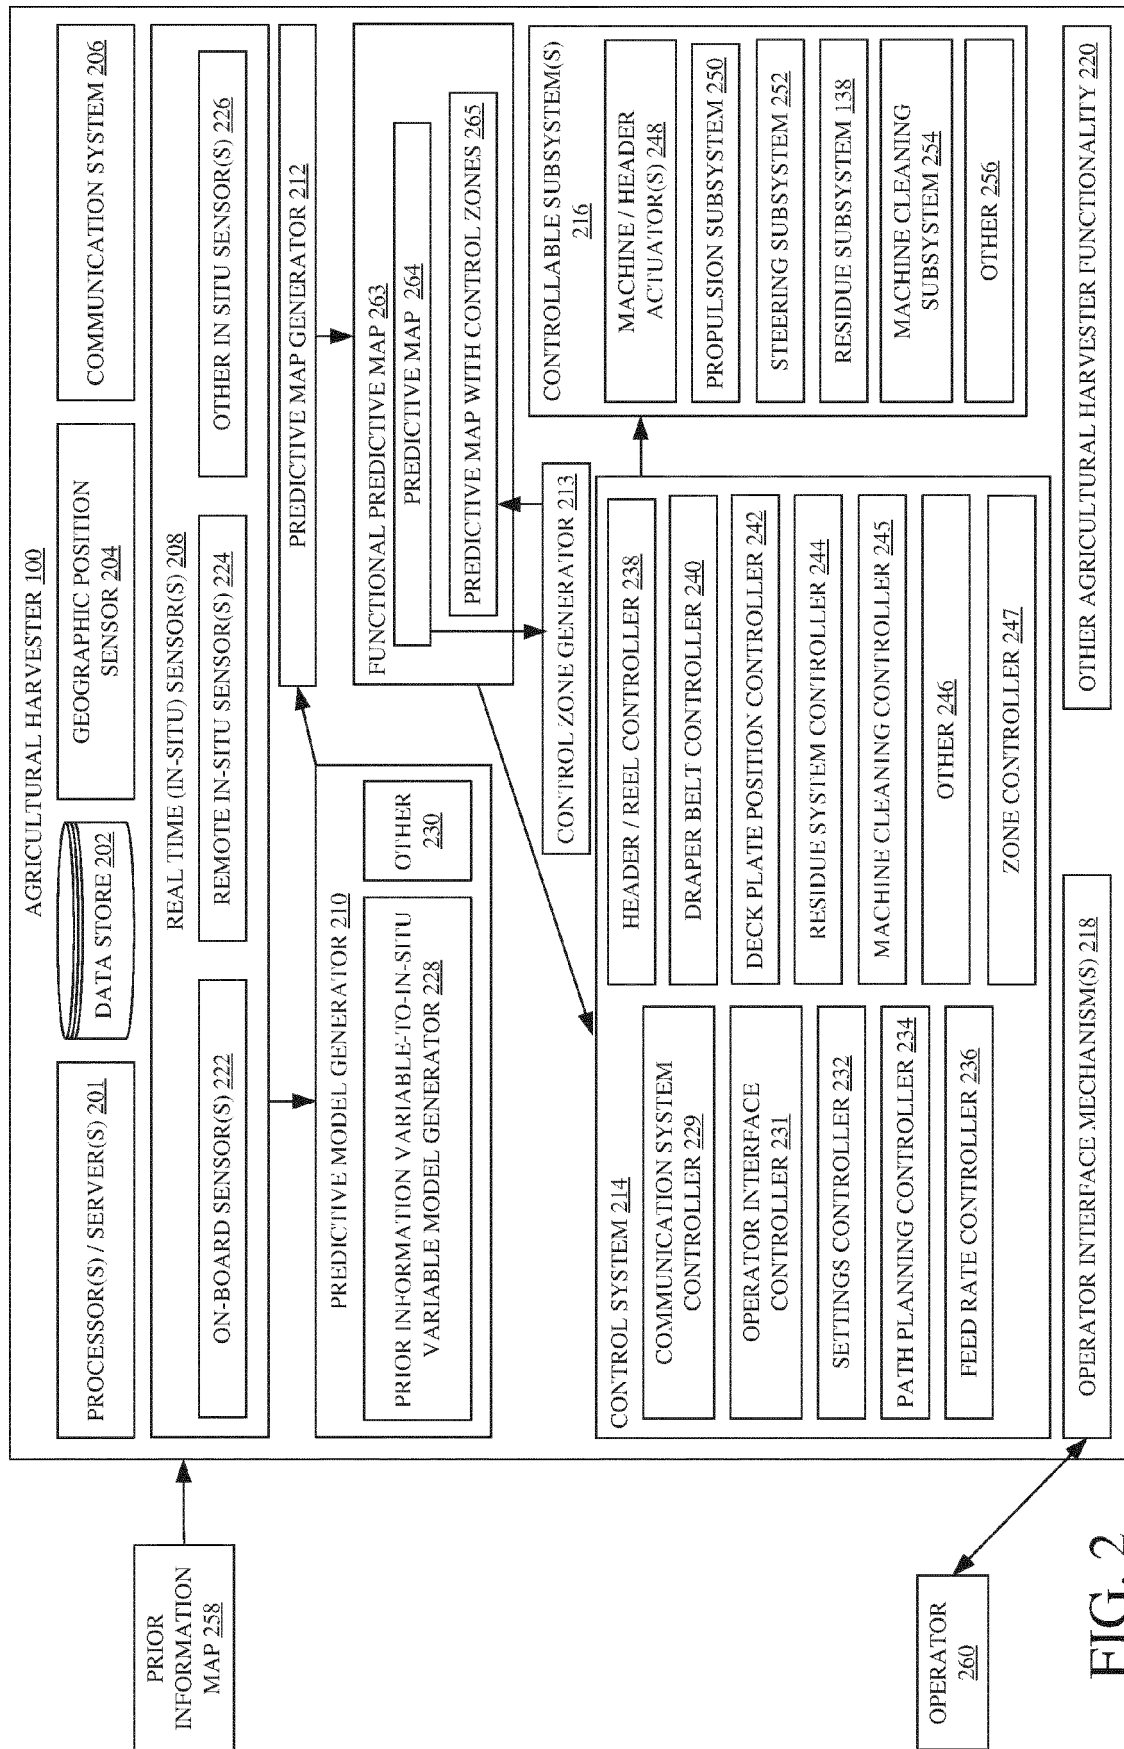 AGRICULTURAL HARVESTER 100
PROCESSOR(S) / SERVER(S) 201
DATA STORE 202
GEOGRAPHIC POSITION
SENSOR 204
COMMUNICATION SYSTEM 206
REAL TIME (IN-SITU) SENSOR(S) 208
ON-BOARD SENSOR(S) 222
REMOTE IN-SITU SENSOR(S) 224
OTHER IN SITU SENSOR(S) 226
PRIOR
INFORMATION
MAP 258
PREDICTIVE MODEL GENERATOR 210
PRIOR INFORMATION VARIABLE-TO-IN-SITU
VARIABLE MODEL GENERATOR 228
OTHER
230
PREDICTIVE MAP GENERATOR 212
FUNCTIONAL PREDICTIVE MAP 263
PREDICTIVE MAP 264
PREDICTIVE MAP WITH CONTROL ZONES 265
CONTROL ZONE GENERATOR 213
CONTROL SYSTEM 214
COMMUNICATION SYSTEM
CONTROLLER 229
OPERATOR INTERFACE
CONTROLLER 231
SETTINGS CONTROLLER 232
PATH PLANNING CONTROLLER 234
FEED RATE CONTROLLER 236
HEADER / REEL CONTROLLER 238
DRAPER BELT CONTROLLER 240
DECK PLATE POSITION CONTROLLER 242
RESIDUE SYSTEM CONTROLLER 244
MACHINE CLEANING CONTROLLER 245
OTHER 246
ZONE CONTROLLER 247
CONTROLLABLE SUBSYSTEM(S)
216
MACHINE / HEADER
ACTUATOR(S) 248
PROPULSION SUBSYSTEM 250
STEERING SUBSYSTEM 252
RESIDUE SUBSYSTEM 138
MACHINE CLEANING
SUBSYSTEM 254
OTHER 256
OPERATOR INTERFACE MECHANISM(S) 218
OTHER AGRICULTURAL HARVESTER FUNCTIONALITY 220
OPERATOR
260
FIG. 2